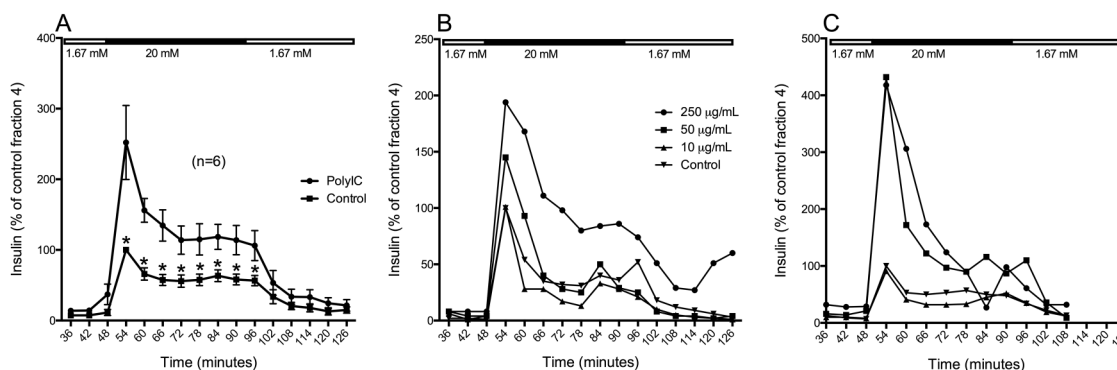 A
400
300
200
100
0
1.67 mM
20 mM
1.67 mM
(n=6)
PolyIC
Control
*
* * * * * * *
Insulin (% of control fraction 4)
36 42 48 54 60 66 72 78 84 90 96 102 108 114 120 126
Time (minutes)
B
250
200
150
100
50
0
1.67 mM
20 mM
1.67 mM
250 µg/mL
50 µg/mL
10 µg/mL
Control
Insulin (% of control fraction 4)
36 42 48 54 60 66 72 78 84 90 96 102 108 114 120 126
Time (minutes)
C
500
400
300
200
100
0
1.67 mM
20 mM
1.67 mM
Insulin (% of control fraction 4)
36 42 48 54 60 66 72 78 84 90 96 102 108 114 120
Time (minutes)